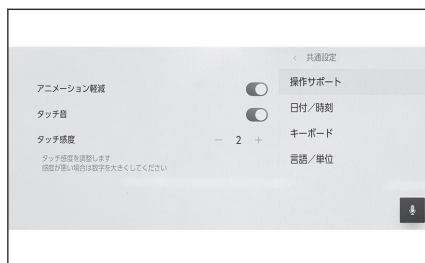 アニメーション軽減
タッチ音
タッチ感度
− 2 +
タッチ感度を調整します
感度が悪い場合は数字を大きくしてください
< 共通設定
操作サポート
日付/時刻
キーボード
言語/単位